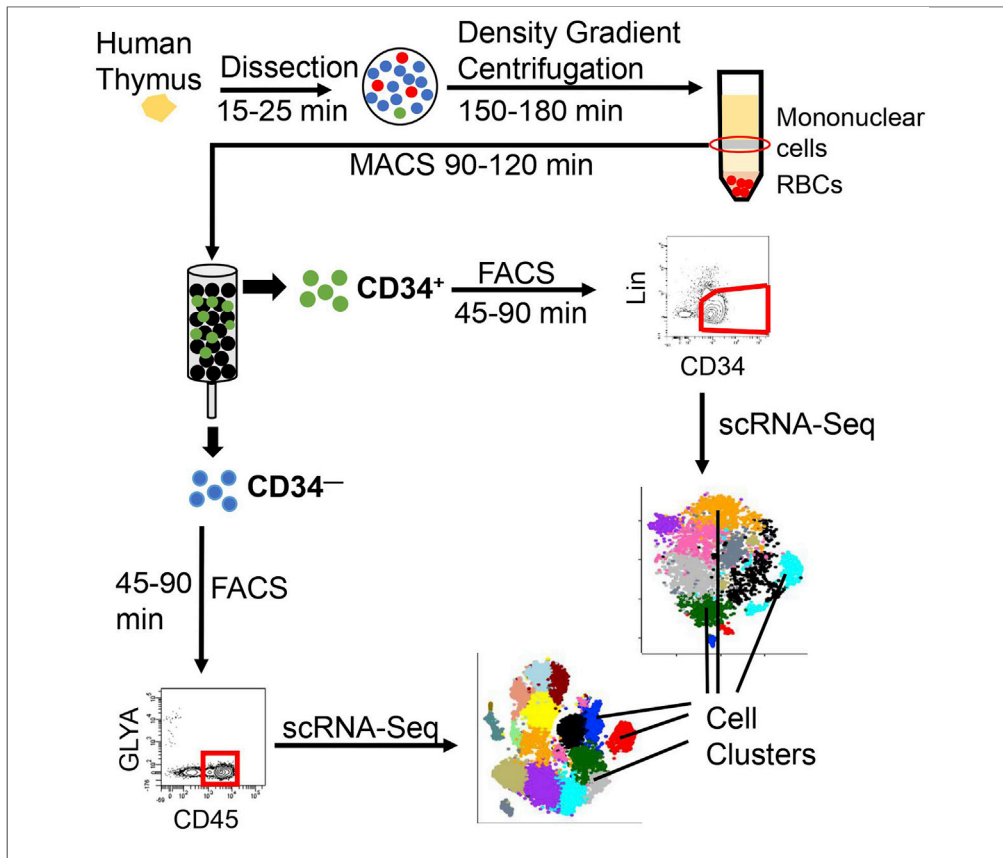 Human
Thymus
Dissection
15-25 min
Density Gradient
Centrifugation
150-180 min
Mononuclear
cells
RBCs
MACS 90-120 min
CD34⁺
FACS
45-90 min
Lin
CD34
scRNA-Seq
CD34—
45-90
min
FACS
GLYA
CD45
scRNA-Seq
Cell
Clusters